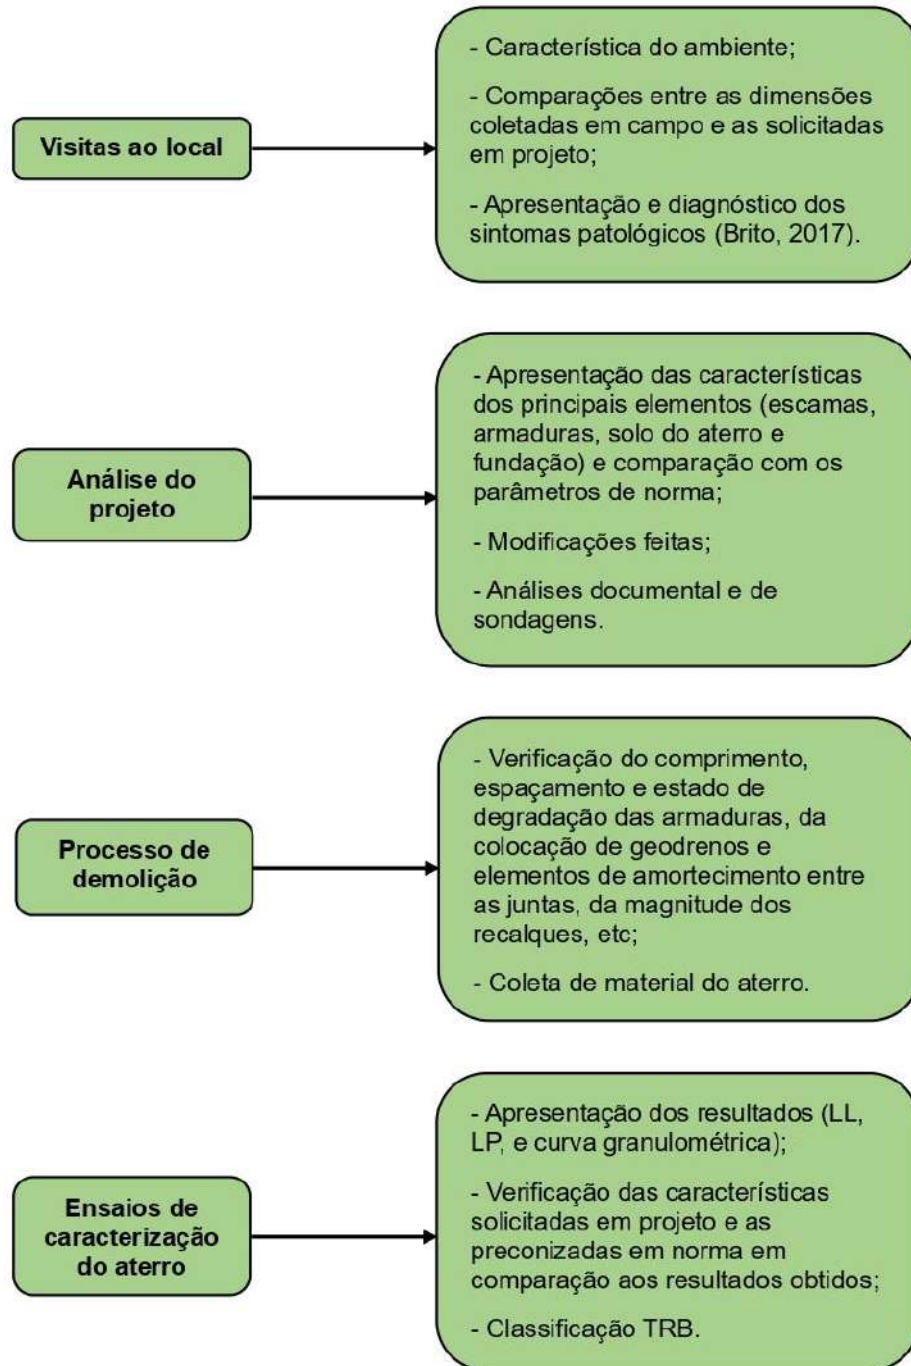 Visitas ao local
- Característica do ambiente;
- Comparações entre as dimensões
coletadas em campo e as solicitadas
em projeto;
- Apresentação e diagnóstico dos
sintomas patológicos (Brito, 2017).
Análise do
projeto
- Apresentação das características
dos principais elementos (escamas,
armaduras, solo do aterro e
fundação) e comparação com os
parâmetros de norma;
- Modificações feitas;
- Análises documental e de
sondagens.
Processo de
demolição
- Verificação do comprimento,
espaçamento e estado de
degradação das armaduras, da
colocação de geodrenos e
elementos de amortecimento entre
as juntas, da magnitude dos
recalques, etc;
- Coleta de material do aterro.
Ensaios de
caracterização
do aterro
- Apresentação dos resultados (LL,
LP, e curva granulométrica);
- Verificação das características
solicitadas em projeto e as
preconizadas em norma em
comparação aos resultados obtidos;
- Classificação TRB.